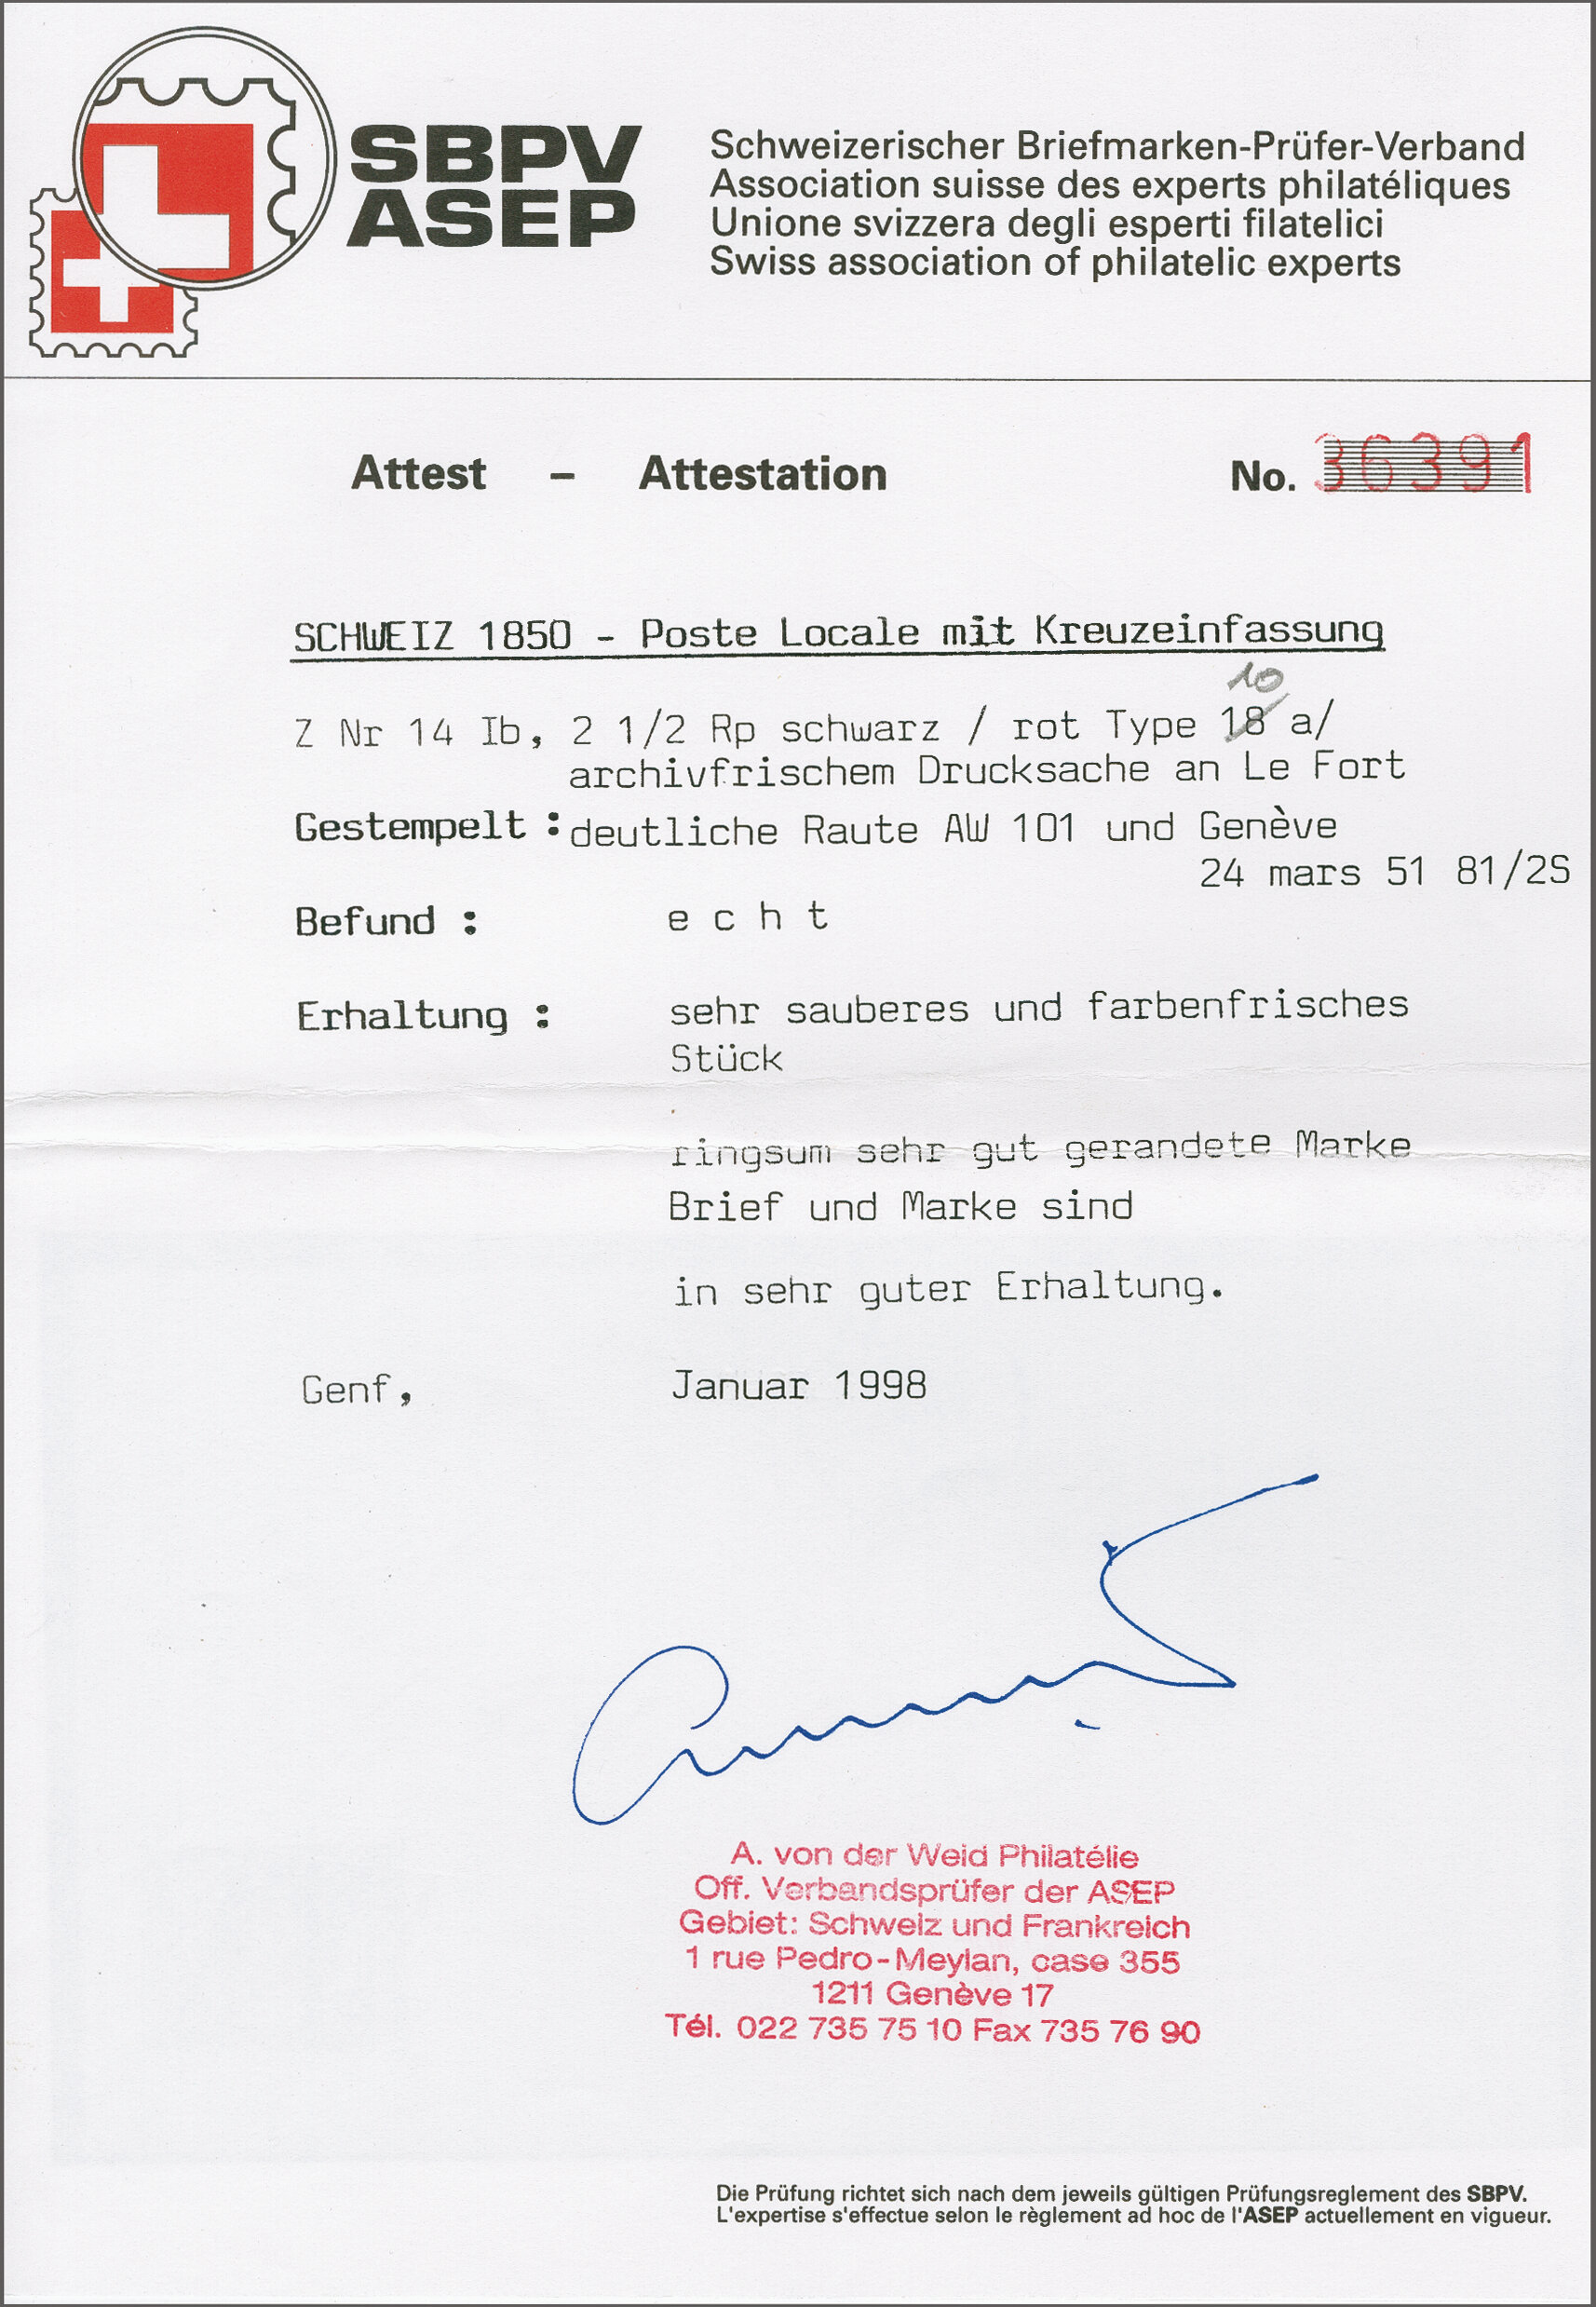 SBPV
ASEP
Schweizerischer Briefmarken-Prüfer-Verband
Association suisse des experts philatéliques
Unione svizzera degli esperti filatelici
Swiss association of philatelic experts
Attest – Attestation No. 36391
SCHWEIZ 1850 - Poste Locale mit Kreuzeinfassung
10
Z Nr 14 Ib, 2 1/2 Rp schwarz / rot Type 18 a/
archivfrischem Drucksache an Le Fort
Gestempelt : deutliche Raute AW 101 und Genève
24 mars 51 81/2S
Befund : e c h t
Erhaltung : sehr sauberes und farbenfrisches
Stück
ringsum sehr gut gerandete Marke
Brief und Marke sind
in sehr guter Erhaltung.
Genf, Januar 1998
A. von der Weid Philatélie
Off. Verbandsprüfer der ASEP
Gebiet: Schweiz und Frankreich
1 rue Pedro-Meylan, case 355
1211 Genève 17
Tél. 022 735 75 10 Fax 735 76 90
Die Prüfung richtet sich nach dem jeweils gültigen Prüfungsreglement des SBPV.
L'expertise s'effectue selon le règlement ad hoc de l'ASEP actuellement en vigueur.